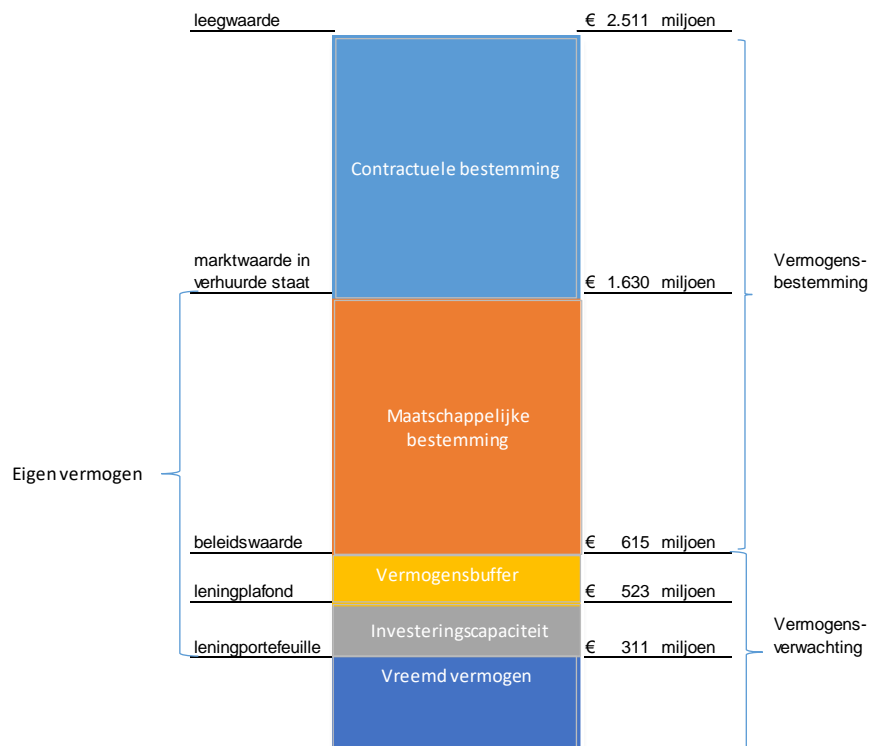 leegwaarde € 2.511 miljoen
Contractuele bestemming
marktwaarde in
verhuurde staat € 1.630 miljoen
Vermogens-
bestemming
Maatschappelijke
bestemming
Eigen vermogen
beleidswaarde € 615 miljoen
Vermogensbuffer
leningplafond € 523 miljoen
Investeringscapaciteit
Vermogens-
verwachting
leningportefeuille € 311 miljoen
Vreemd vermogen